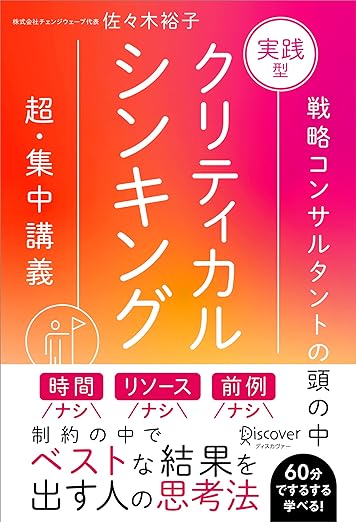 株式会社チェンジウェーブ代表 佐々木裕子
実践
型
クリティカル
シンキング
戦略コンサルタントの頭の中
超・集中講義
時間 リソース 前例
/ナシ\ /ナシ\ /ナシ\
制約の中で
ベストな結果を
出す人の思考法
Discover
ディスカヴァー
60分
でするする
学べる!